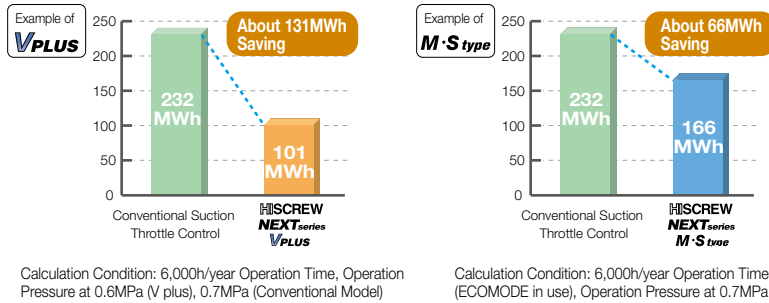 Example of
VPLUS
250
200
150
100
50
0
About 131MWh
Saving
232
MWh
101
MWh
Conventional Suction
Throttle Control
HISCREW
NEXTseries
VPLUS
Calculation Condition: 6,000h/year Operation Time, Operation
Pressure at 0.6MPa (V plus), 0.7MPa (Conventional Model)
Example of
M·S type
250
200
150
100
50
0
About 66MWh
Saving
232
MWh
166
MWh
Conventional Suction
Throttle Control
HISCREW
NEXTseries
M·S type
Calculation Condition: 6,000h/year Operation Time
(ECOMODE in use), Operation Pressure at 0.7MPa